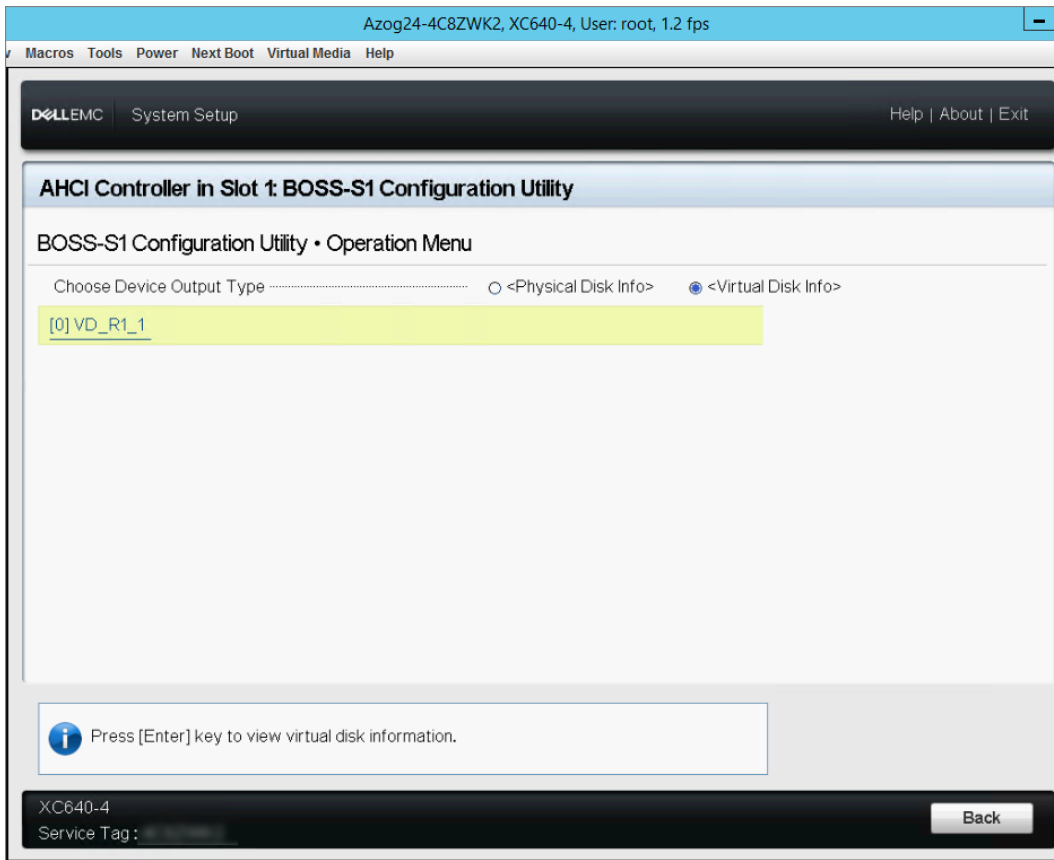 Azog24-4C8ZWK2, XC640-4, User: root, 1.2 fps
Macros Tools Power Next Boot Virtual Media Help
DELLEMC System Setup Help | About | Exit
AHCI Controller in Slot 1: BOSS-S1 Configuration Utility
BOSS-S1 Configuration Utility • Operation Menu
Choose Device Output Type <Physical Disk Info> <Virtual Disk Info>
[0] VD_R1_1
Press [Enter] key to view virtual disk information.
XC640-4
Service Tag :
Back